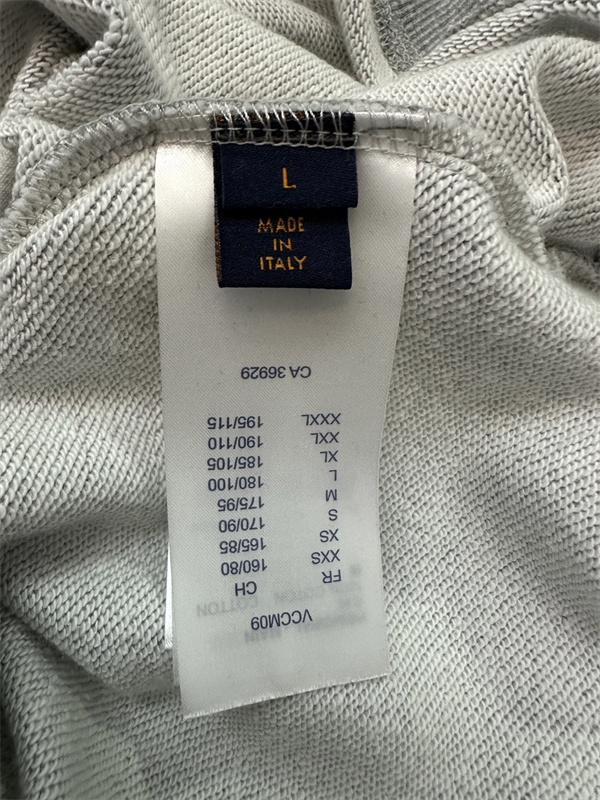 L
MADE
IN
ITALY
VCCM09
FR CH
XXS 160/80
XS 165/85
S 170/90
M 175/95
L 180/100
XL 185/105
XXL 190/110
XXXL 195/115
CA 36929
COTTON